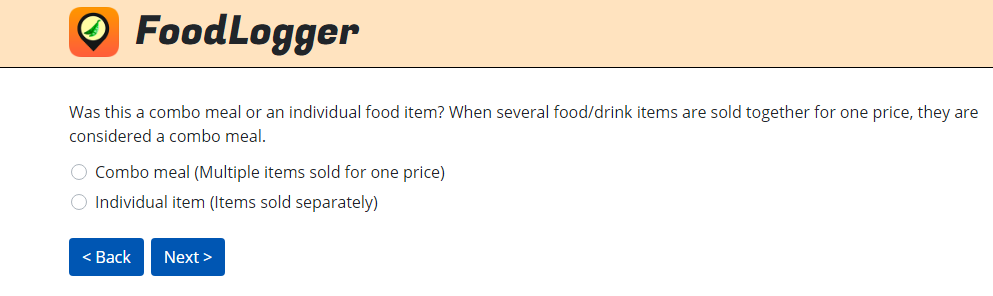 FoodLogger
Was this a combo meal or an individual food item? When several food/drink items are sold together for one price, they are
considered a combo meal.
Combo meal (Multiple items sold for one price)
Individual item (Items sold separately)
< Back
Next >